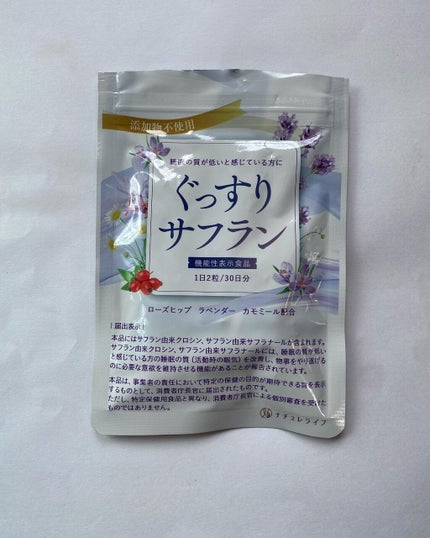 添加物不使用
睡眠の質が低いと感じている方に
ぐっすり
サフラン
機能性表示食品
1日2粒/30日分
ローズヒップ ラベンダー カモミール配合
届出表示
本品にはサフラン由来クロシン、サフラン由来サフラナールが含まれます。
サフラン由来クロシン、サフラン由来サフラナールには、睡眠の質が低い
と感じている方の睡眠の質(活動時の眠気)を改善し、物事をやり遂げる
のに必要な意欲を維持させる機能があることが報告されています。
本品は、事業者の責任において特定の保健の目的が期待できる旨を表示
するものとして、消費者庁長官に届出されたものです。
ただし、特定保健用食品と異なり、消費者庁長官による個別審査を受けた
ものではありません。
ナチュレライフ